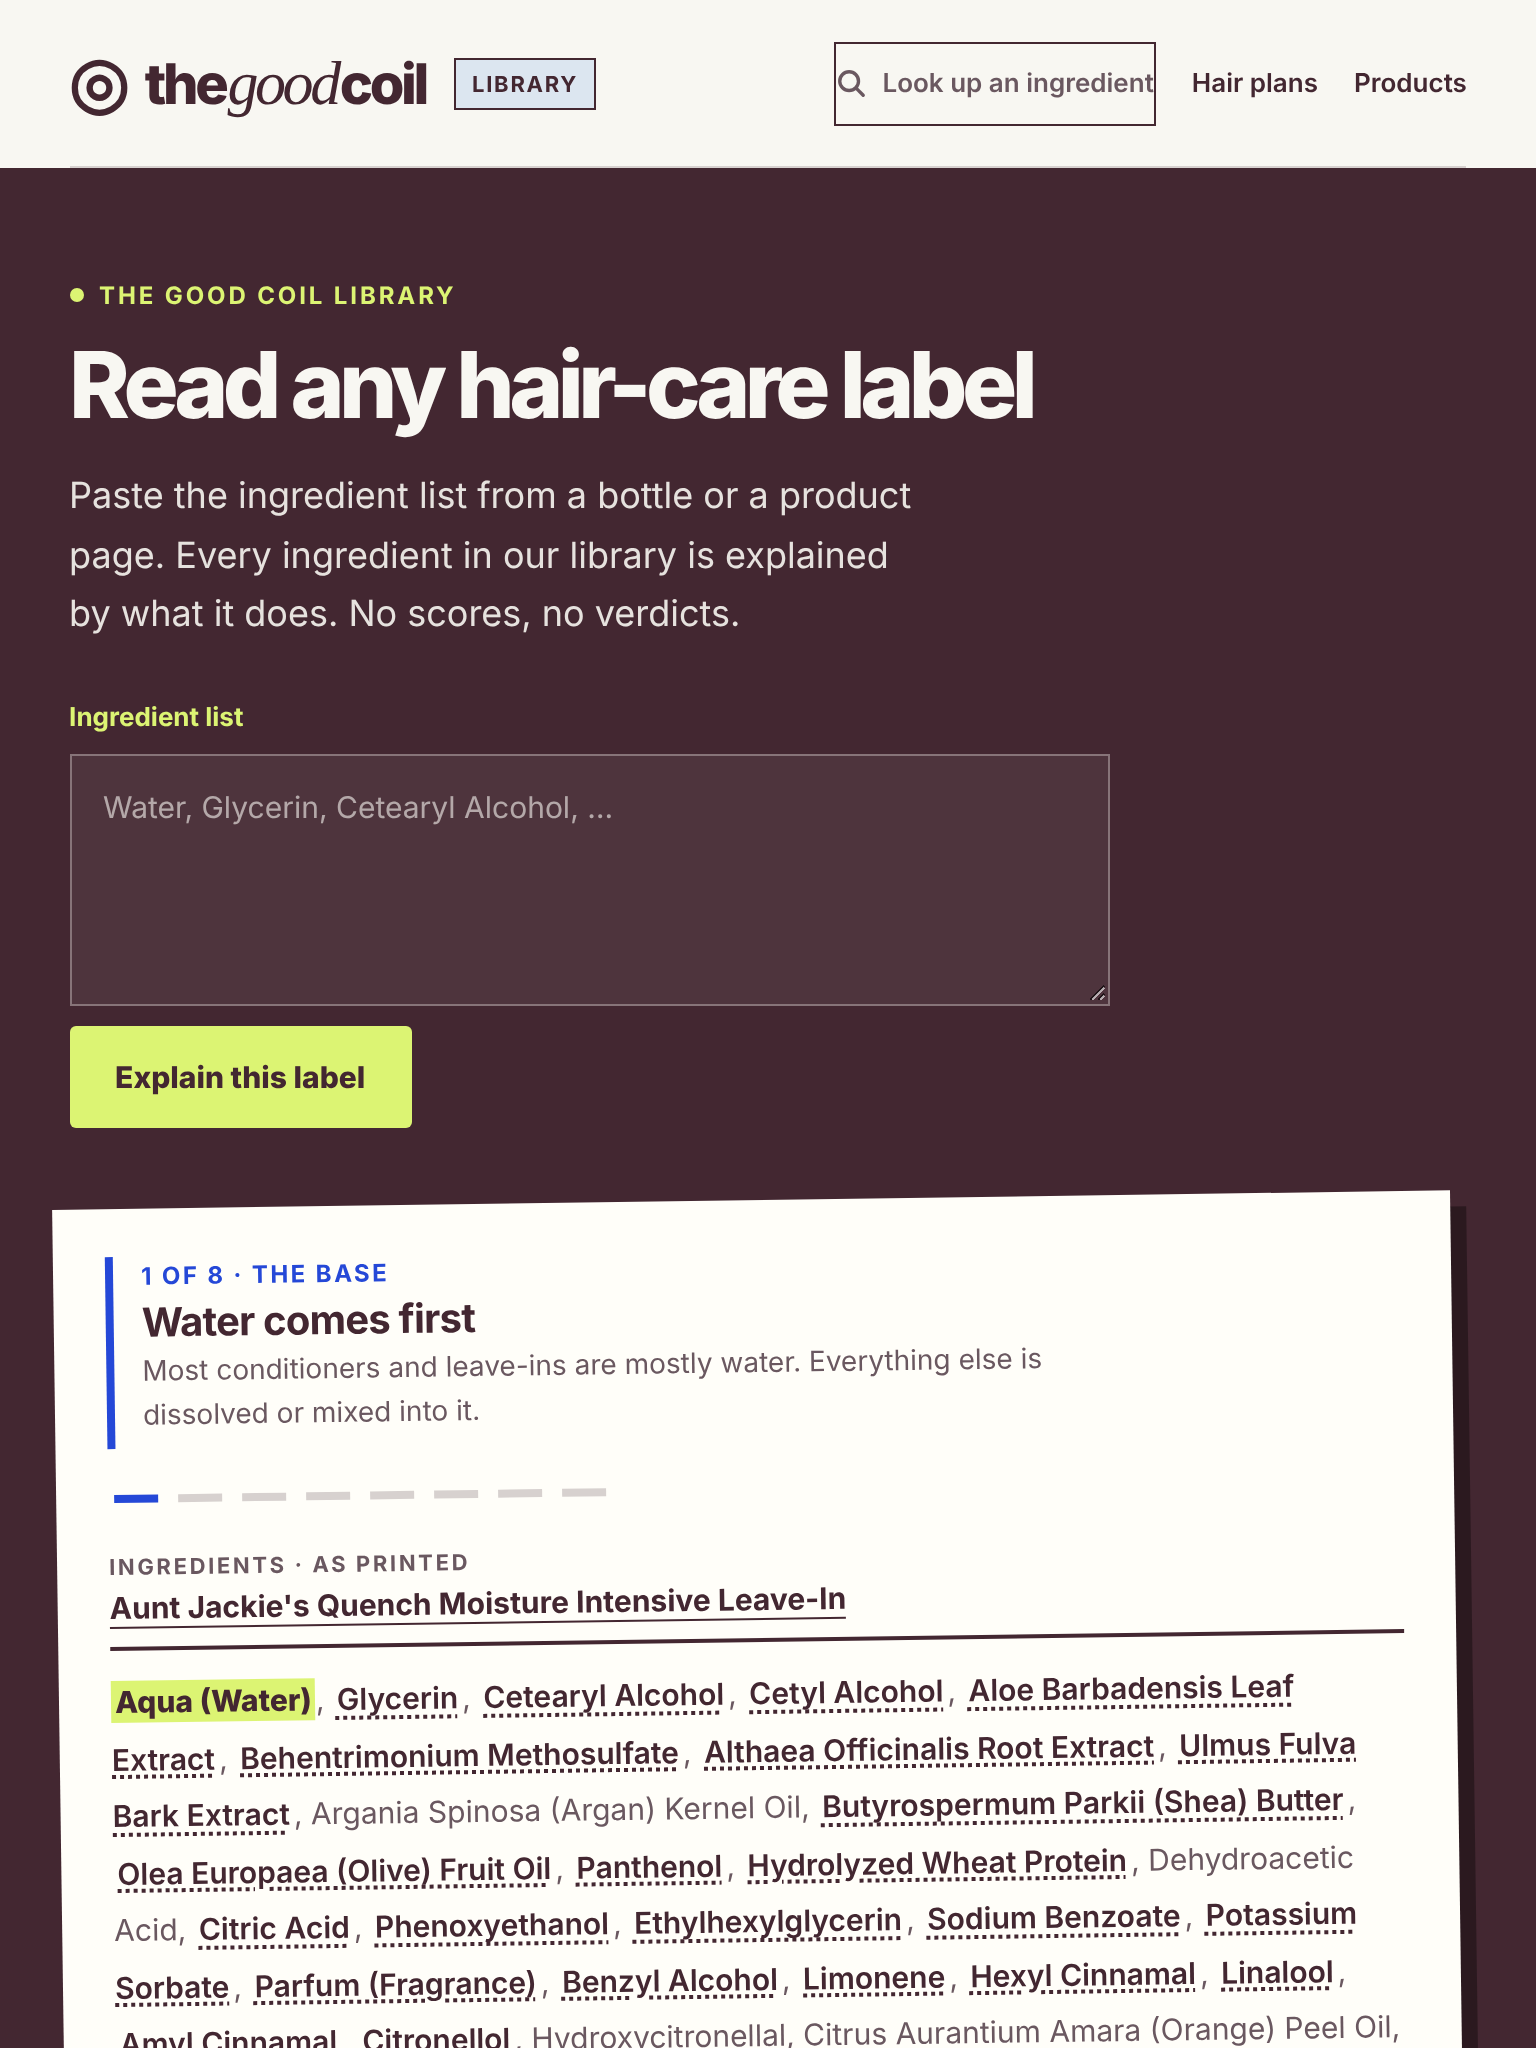 thegoodcoil
LIBRARY
Look up an ingredient
Hair plans
Products
THE GOOD COIL LIBRARY
Read any hair-care label
Paste the ingredient list from a bottle or a product
page. Every ingredient in our library is explained
by what it does. No scores, no verdicts.
Ingredient list
Water, Glycerin, Cetearyl Alcohol, ...
Explain this label
1 OF 8 · THE BASE
Water comes first
Most conditioners and leave-ins are mostly water. Everything else is
dissolved or mixed into it.
INGREDIENTS · AS PRINTED
Aunt Jackie's Quench Moisture Intensive Leave-In
Aqua (Water), Glycerin, Cetearyl Alcohol, Cetyl Alcohol, Aloe Barbadensis Leaf
Extract, Behentrimonium Methosulfate, Althaea Officinalis Root Extract, Ulmus Fulva
Bark Extract, Argania Spinosa (Argan) Kernel Oil, Butyrospermum Parkii (Shea) Butter,
Olea Europaea (Olive) Fruit Oil, Panthenol, Hydrolyzed Wheat Protein, Dehydroacetic
Acid, Citric Acid, Phenoxyethanol, Ethylhexylglycerin, Sodium Benzoate, Potassium
Sorbate, Parfum (Fragrance), Benzyl Alcohol, Limonene, Hexyl Cinnamal, Linalool,
Amyl Cinnamal, Citronellol, Hydroxycitronellal, Citrus Aurantium Amara (Orange) Peel Oil,